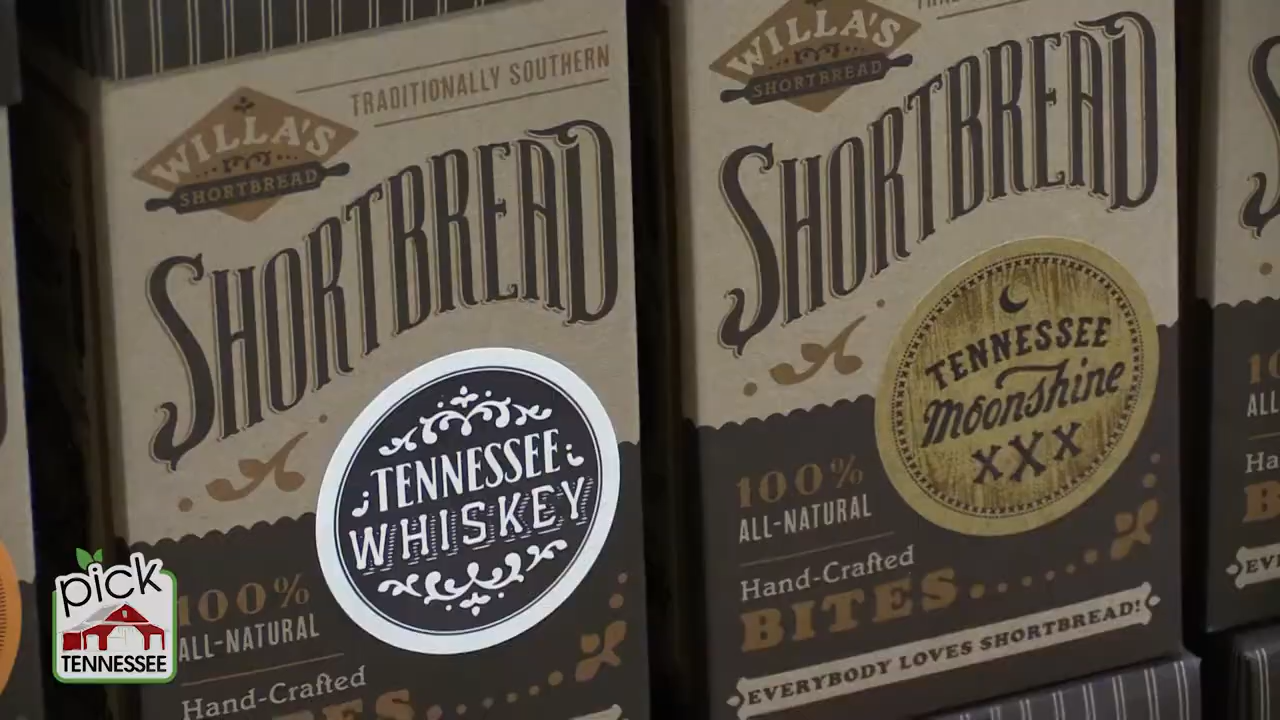 TRADITIONALLY SOUTHERN
WILLA'S
SHORTBREAD
SHORTBREAD
TENNESSEE
WHISKEY
100%
ALL-NATURAL
Hand-Crafted
WILLA'S
SHORTBREAD
SHORTBREAD
TENNESSEE
Moonshine
XXX
100%
ALL-NATURAL
Hand-Crafted
BITES
EVERYBODY LOVES SHORTBREAD!
pick
TENNESSEE